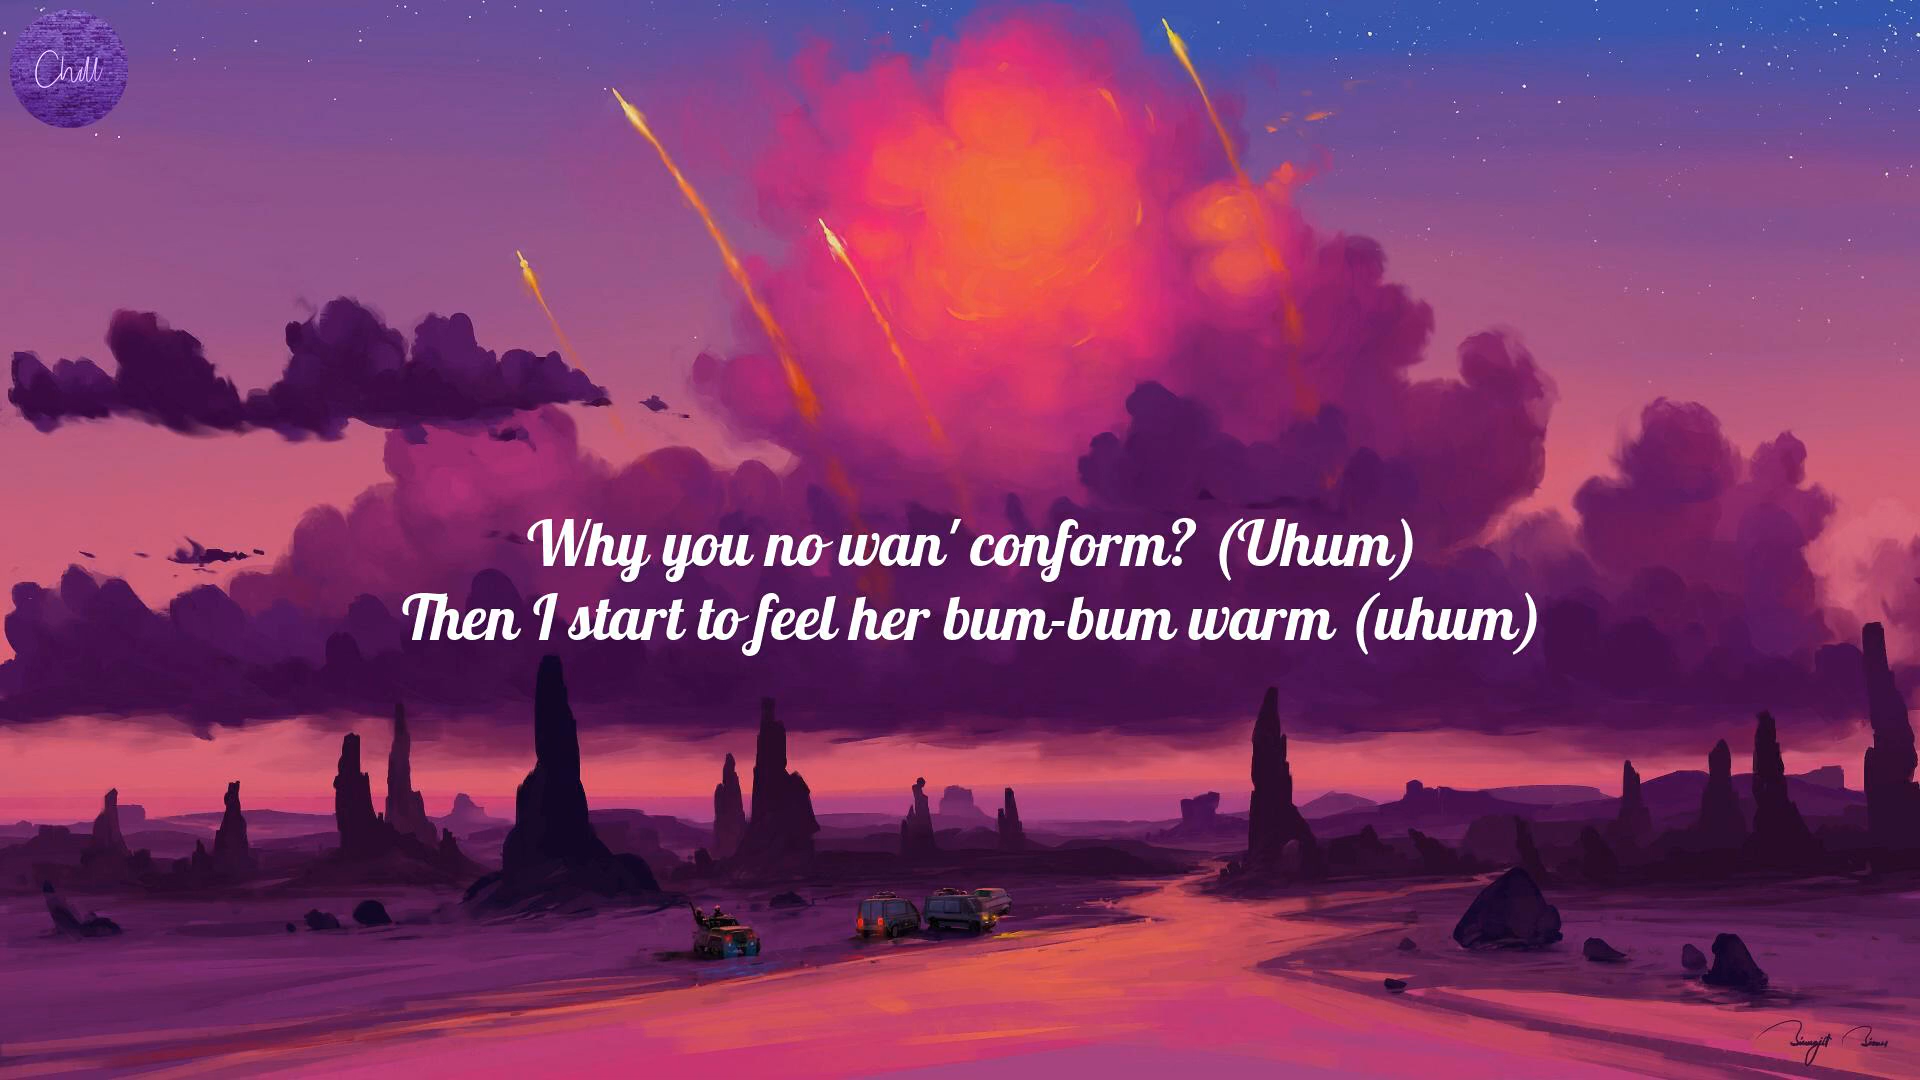 Chill
Why you no wan' conform? (Uhum)
Then I start to feel her bum-bum warm (uhum)